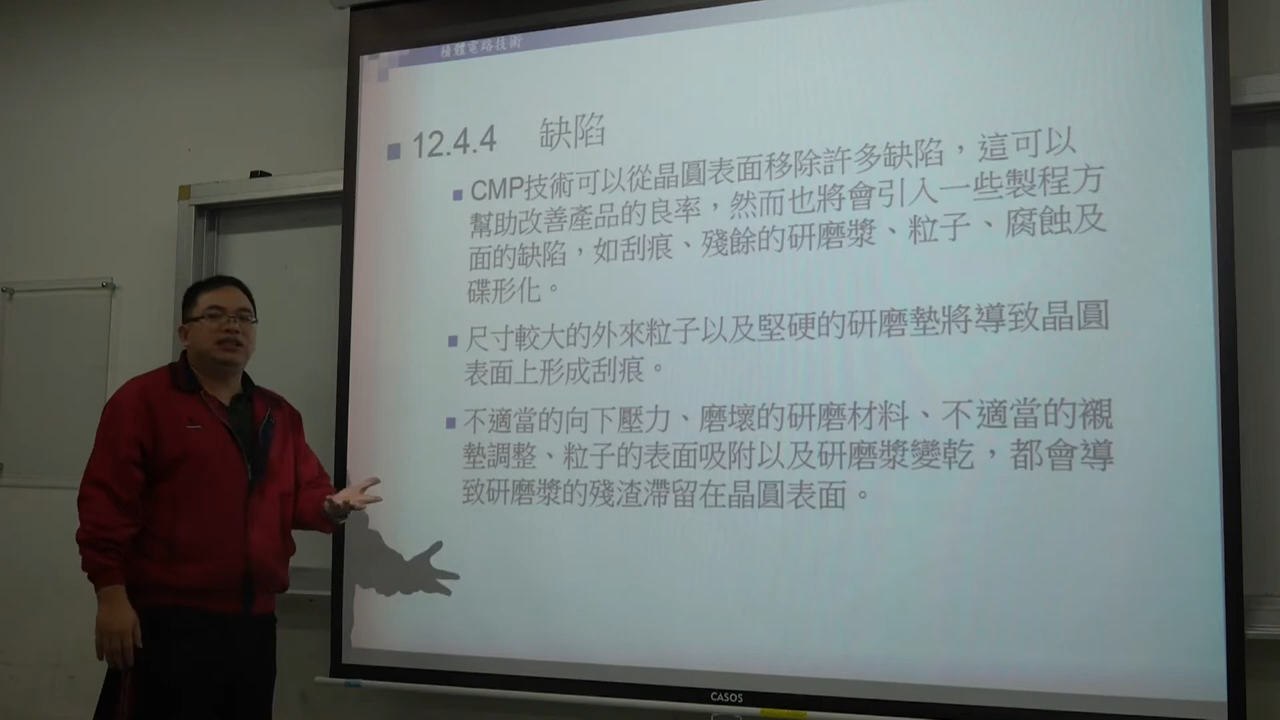 積體電路技術
12.4.4 缺陷
CMP技術可以從晶圓表面移除許多缺陷，這可以
幫助改善產品的良率，然而也將會引入一些製程方
面的缺陷，如刮痕、殘餘的研磨漿、粒子、腐蝕及
碟形化。
尺寸較大的外來粒子以及堅硬的研磨墊將導致晶圓
表面上形成刮痕。
不適當的向下壓力、磨壞的研磨材料、不適當的襯
墊調整、粒子的表面吸附以及研磨漿變乾，都會導
致研磨漿的殘渣滯留在晶圓表面。
CASOS